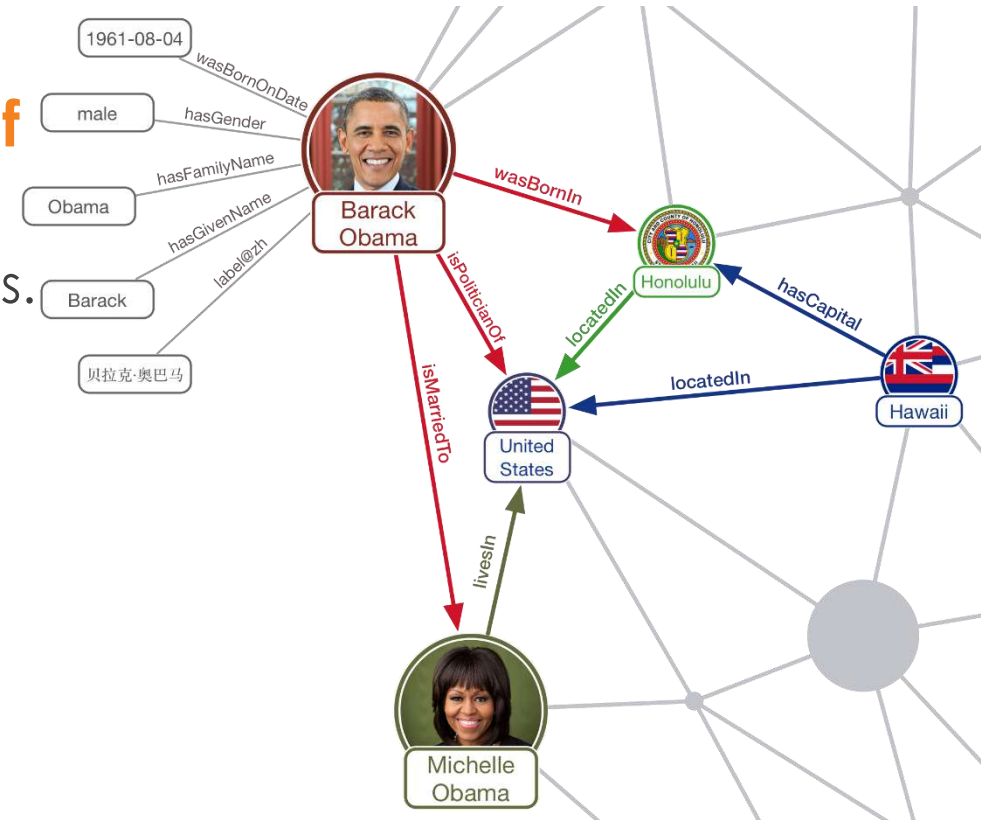 1961-08-04
wasBornOnDate
f
male
hasGender
hasFamilyName
Obama
hasGivenName
Barack
Obama
wasBornIn
label@zh
s.
Barack
isPoliticianOf
Honolulu
hasCapital
locatedIn
贝拉克·奥巴马
isMarriedTo
locatedIn
Hawaii
United
States
livesIn
Michelle
Obama